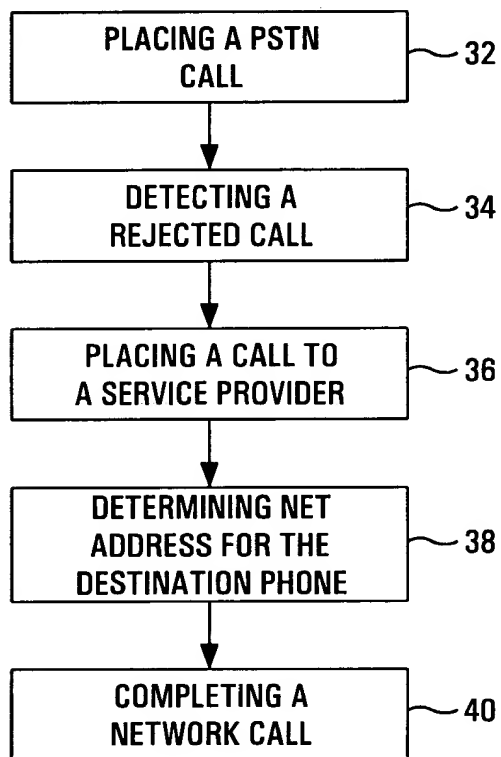 PLACING A PSTN
CALL
32
DETECTING A
REJECTED CALL
34
PLACING A CALL TO
A SERVICE PROVIDER
36
DETERMINING NET
ADDRESS FOR THE
DESTINATION PHONE
38
COMPLETING A
NETWORK CALL
40